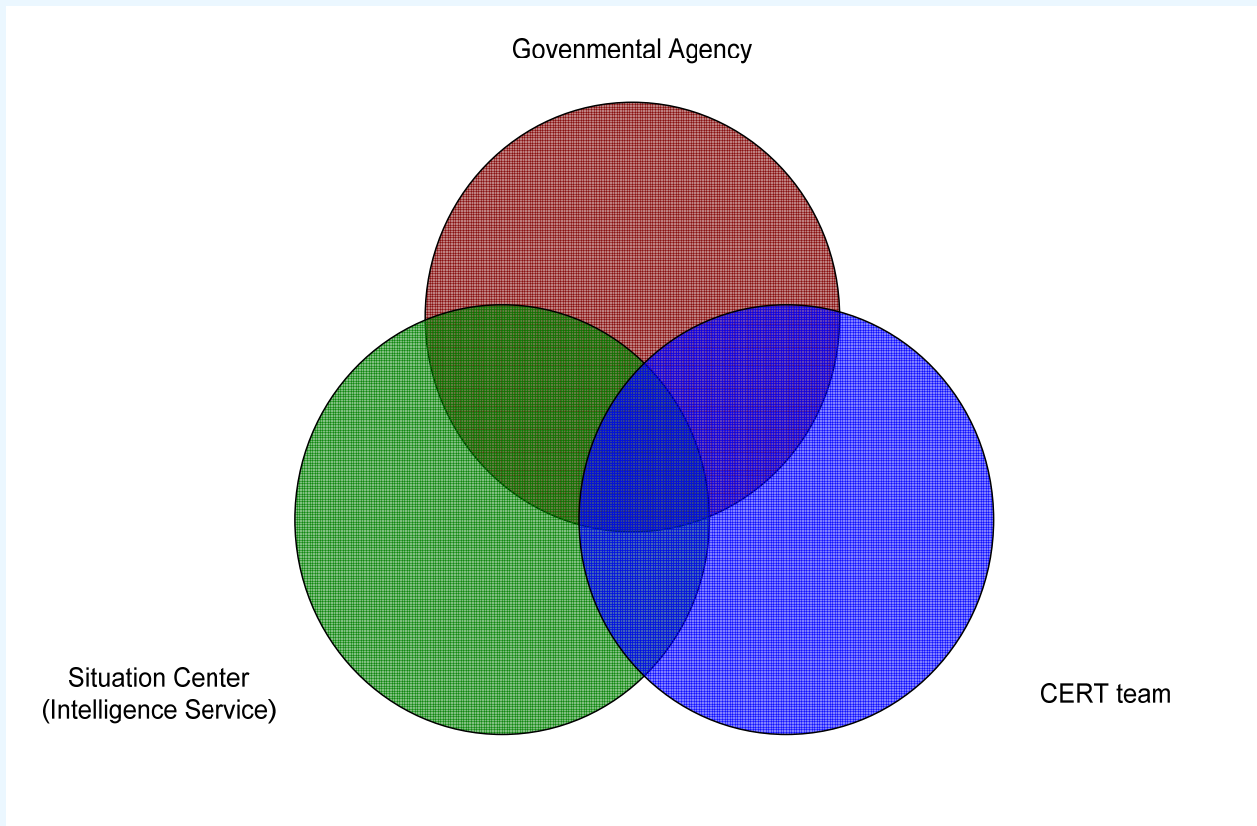 Govenmental Agency
Situation Center
(Intelligence Service)
CERT team